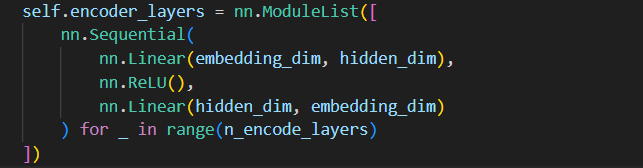 self.encoder_layers = nn.ModuleList([
    nn.Sequential(
        nn.Linear(embedding_dim, hidden_dim),
        nn.ReLU(),
        nn.Linear(hidden_dim, embedding_dim)
    ) for _ in range(n_encode_layers)
])